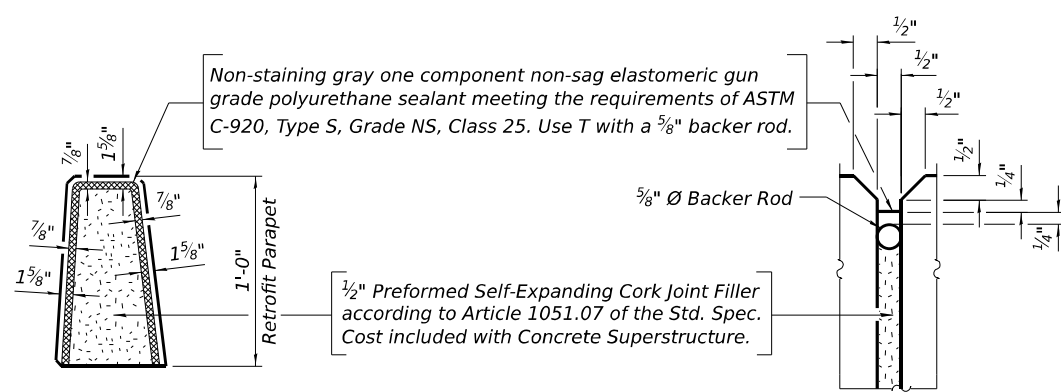 ½"
½"
½"
Non-staining gray one component non-sag elastomeric gun
grade polyurethane sealant meeting the requirements of ASTM
C-920, Type S, Grade NS, Class 25. Use T with a ⅝" backer rod.
⅞"
1⅝"
½"
¼"
¼"
⅝" Ø Backer Rod
⅞"
⅞"
1⅝"
1⅝"
1'-0"
Retrofit Parapet
½" Preformed Self-Expanding Cork Joint Filler
according to Article 1051.07 of the Std. Spec.
Cost included with Concrete Superstructure.